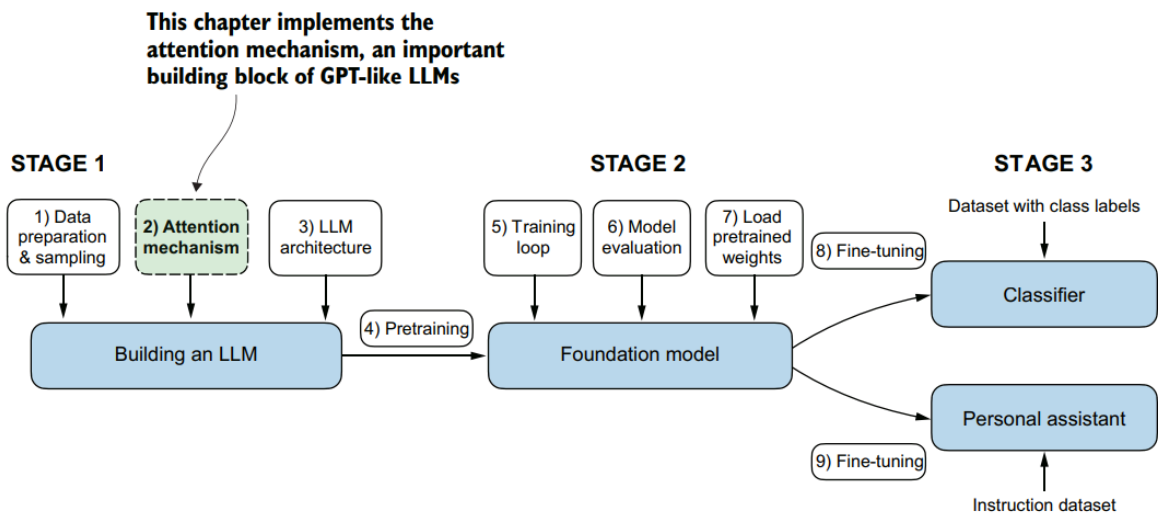 This chapter implements the
attention mechanism, an important
building block of GPT-like LLMs
STAGE 1
STAGE 2
STAGE 3
1) Data
preparation
& sampling
2) Attention
mechanism
3) LLM
architecture
4) Pretraining
Building an LLM
5) Training
loop
6) Model
evaluation
7) Load
pretrained
weights
Foundation model
8) Fine-tuning
Dataset with class labels
Classifier
Personal assistant
9) Fine-tuning
Instruction dataset